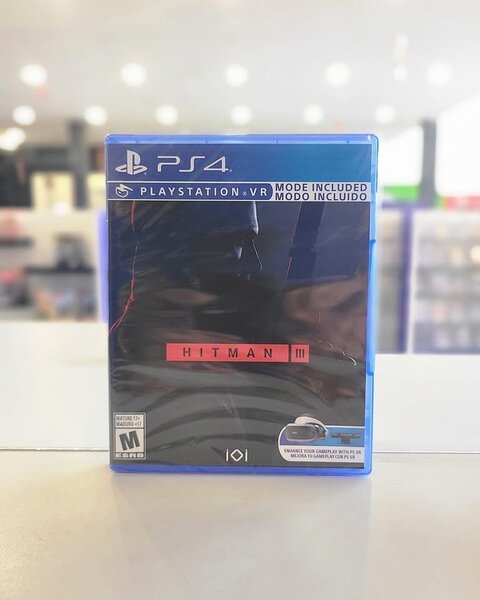 PS4
PLAYSTATION®VR
MODE INCLUDED
MODO INCLUIDO
HITMAN III
MATURE 17+
MADURO +17
M
ESRB
iOi
ENHANCE YOUR GAMEPLAY WITH PS VR
MEJORA TU GAMEPLAY CON PS VR